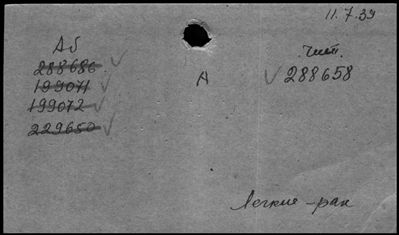 11.7.39
Аб
288686
199071
199072
229650
А
чит.
288658
Легкие - рак